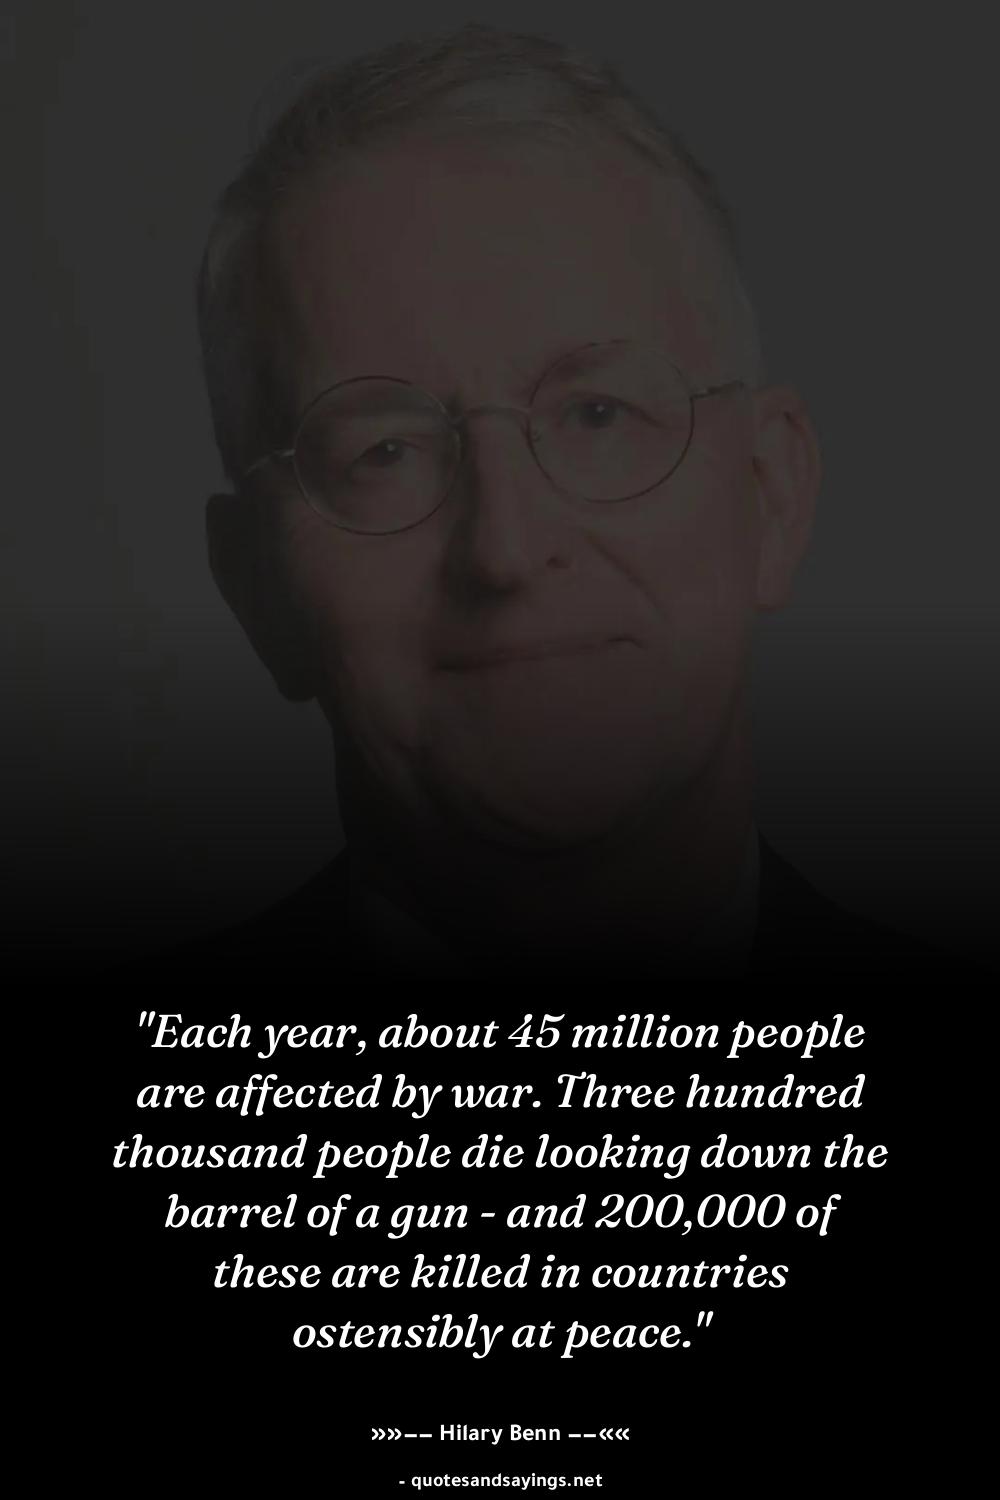 "Each year, about 45 million people
are affected by war. Three hundred
thousand people die looking down the
barrel of a gun - and 200,000 of
these are killed in countries
ostensibly at peace."
»»−− Hilary Benn −−««
- quotesandsayings.net